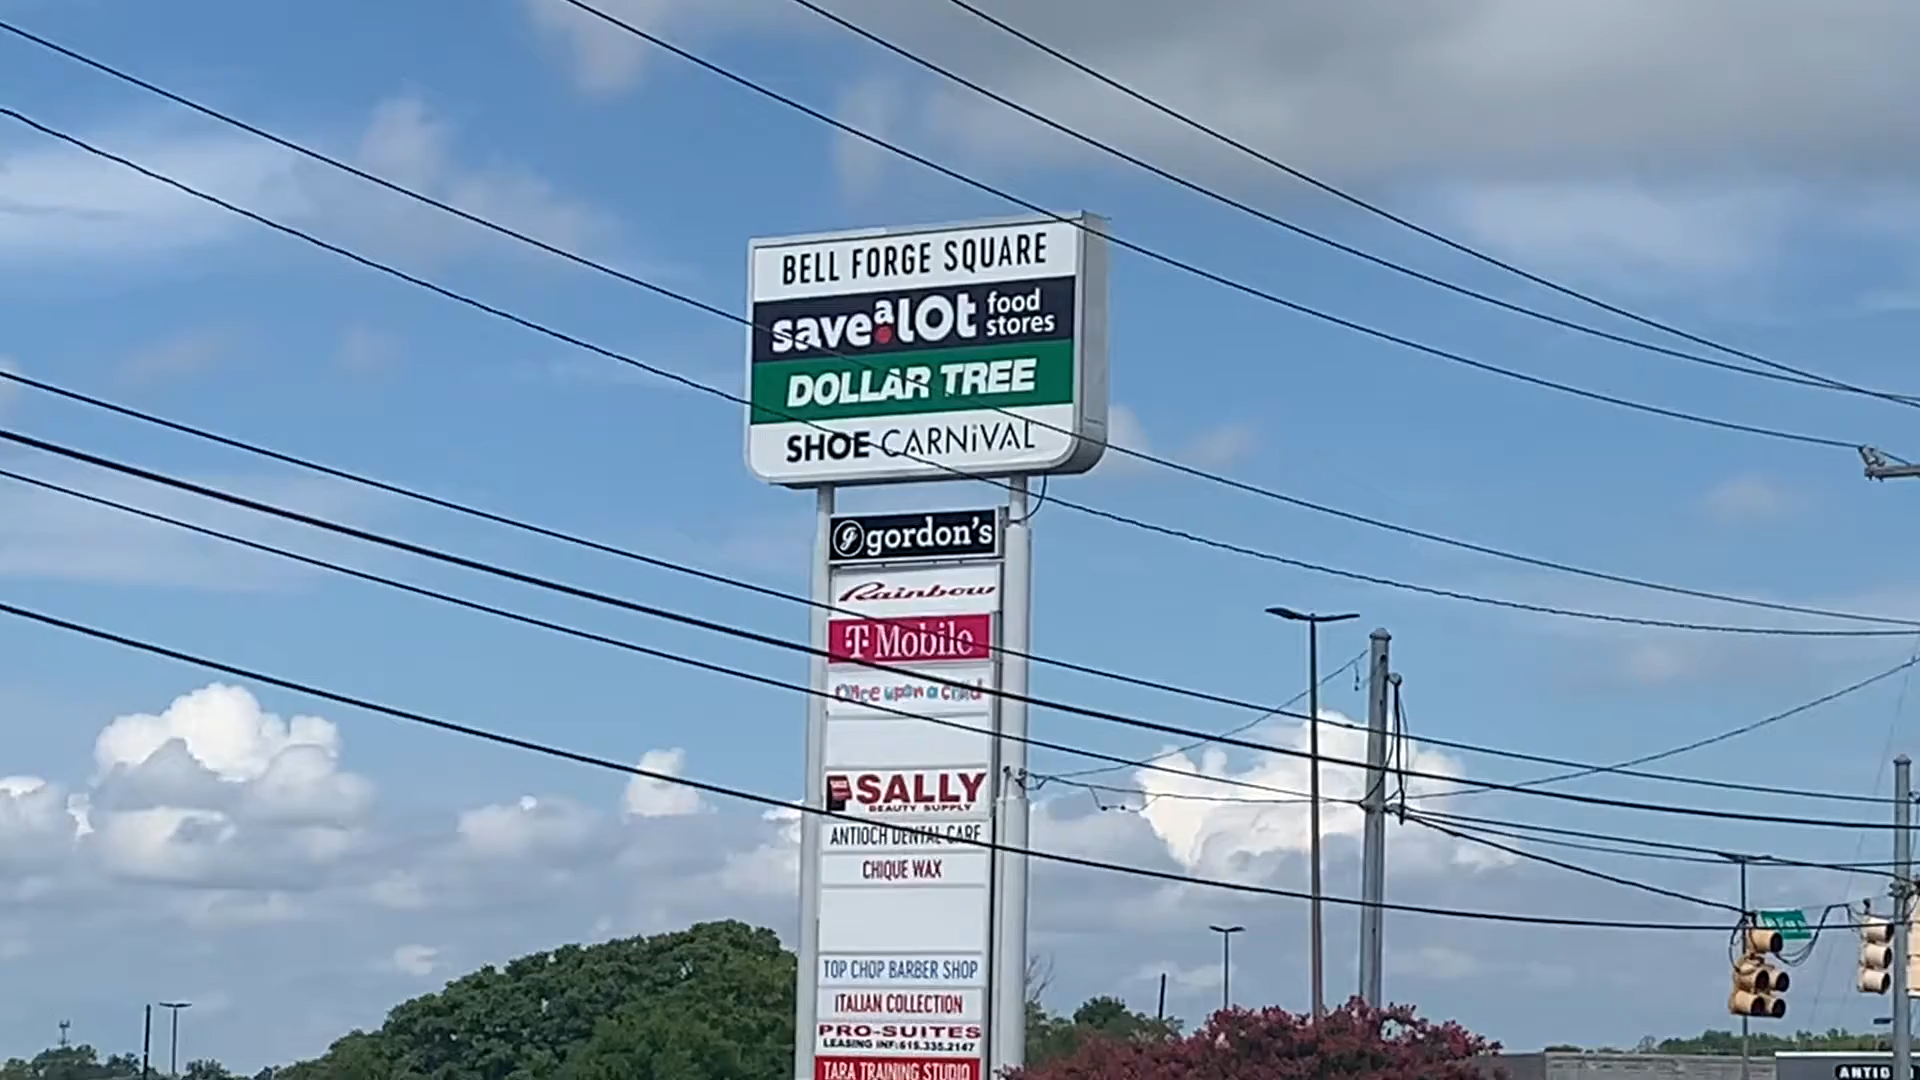 BELL FORGE SQUARE
save a lot food stores
DOLLAR TREE
SHOE CARNiVAL
g gordon's
Rainbow
T Mobile
Once upon a child
SALLY
BEAUTY SUPPLY
ANTIOCH DENTAL CARE
CHIQUE WAX
TOP CHOP BARBER SHOP
ITALIAN COLLECTION
PRO-SUITES
LEASING INF:615.335.2147
TARA TRAINING STUDIO
ANTIO